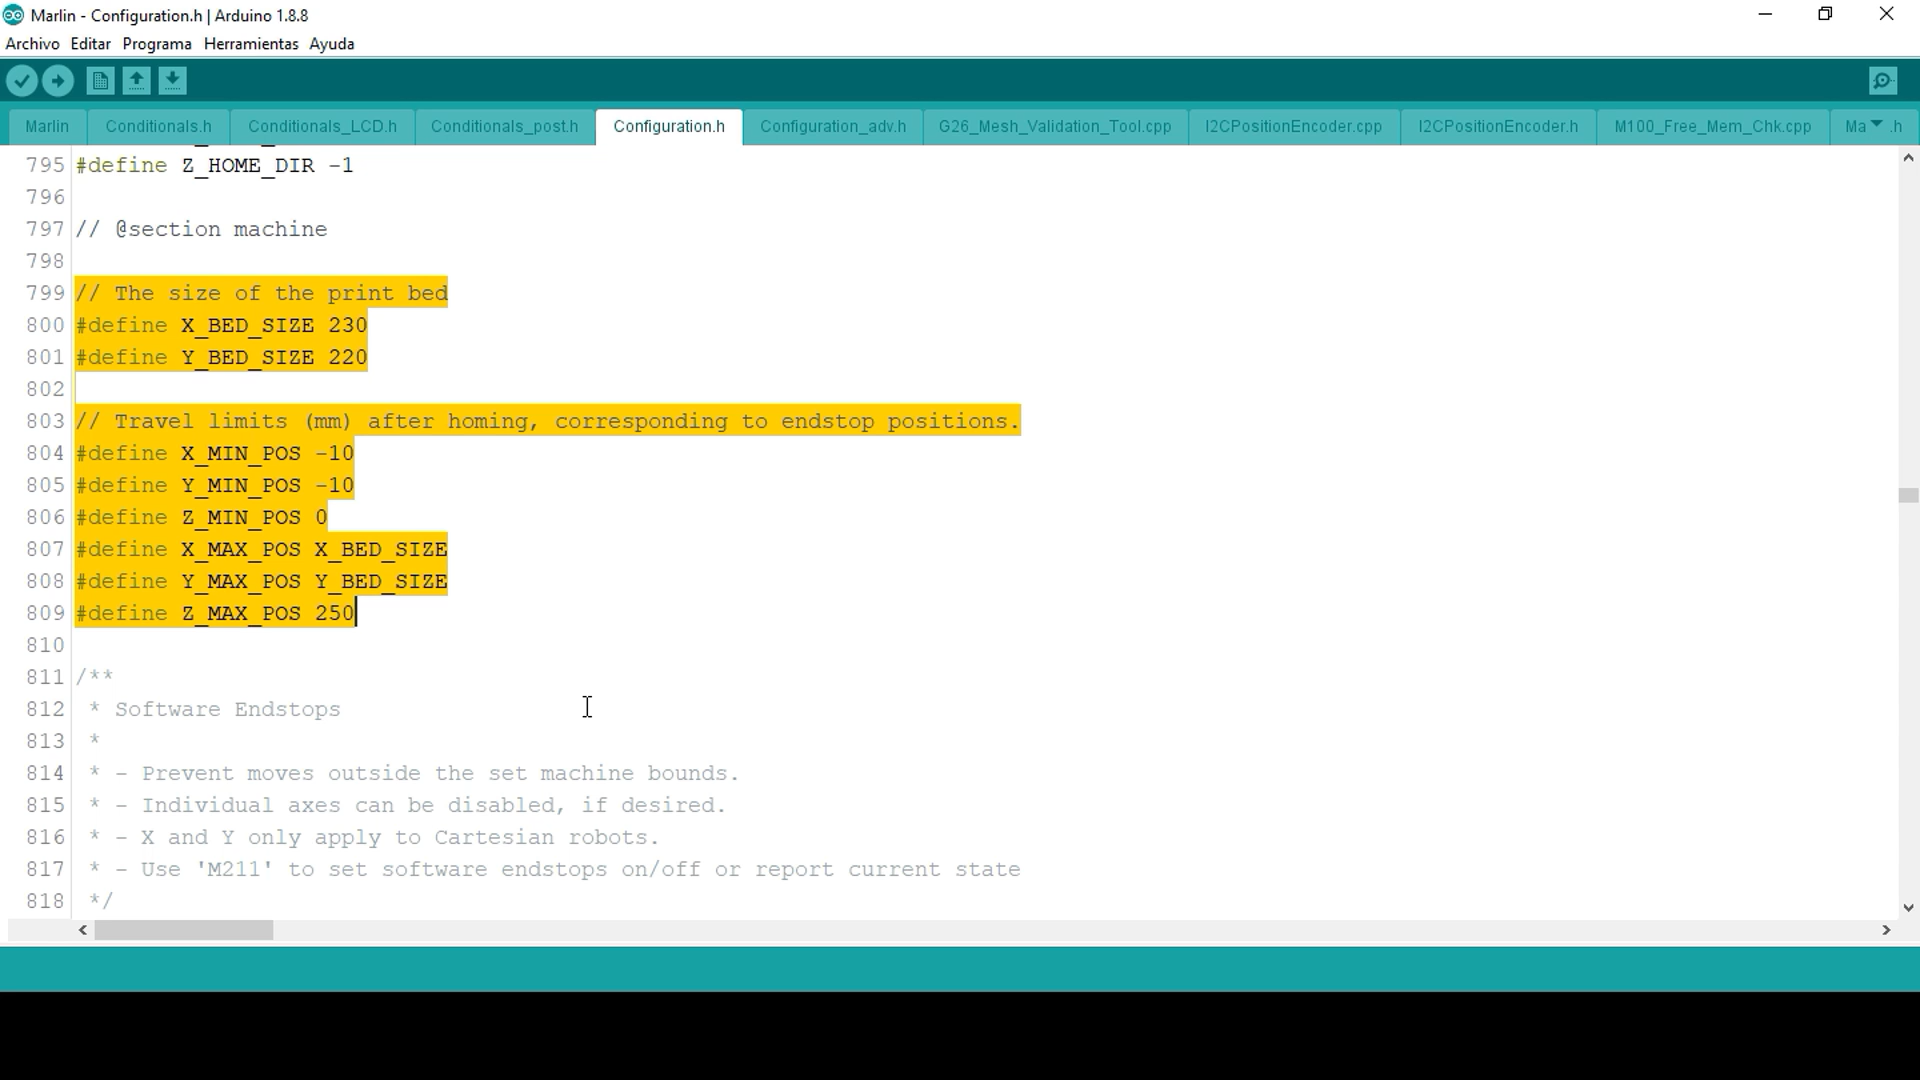 Marlin - Configuration.h | Arduino 1.8.8
Archivo Editar Programa Herramientas Ayuda
Marlin Conditionals.h Conditionals_LCD.h Conditionals_post.h Configuration.h Configuration_adv.h G26_Mesh_Validation_Tool.cpp I2CPositionEncoder.cpp I2CPositionEncoder.h M100_Free_Mem_Chk.cpp Ma .h
795 #define Z_HOME_DIR -1
796
797 // @section machine
798
799 // The size of the print bed
800 #define X_BED_SIZE 230
801 #define Y_BED_SIZE 220
802
803 // Travel limits (mm) after homing, corresponding to endstop positions.
804 #define X_MIN_POS -10
805 #define Y_MIN_POS -10
806 #define Z_MIN_POS 0
807 #define X_MAX_POS X_BED_SIZE
808 #define Y_MAX_POS Y_BED_SIZE
809 #define Z_MAX_POS 250
810
811 /**
812 * Software Endstops
813 *
814 * - Prevent moves outside the set machine bounds.
815 * - Individual axes can be disabled, if desired.
816 * - X and Y only apply to Cartesian robots.
817 * - Use 'M211' to set software endstops on/off or report current state
818 */